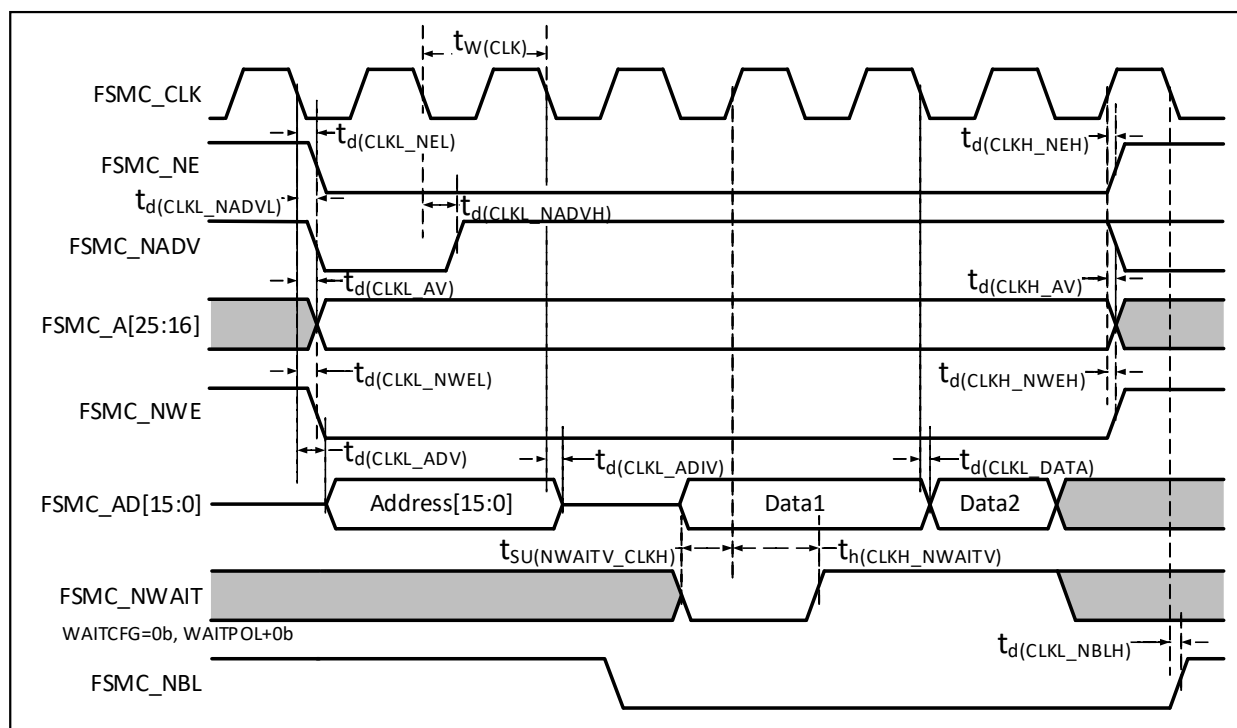 tW(CLK)
FSMC_CLK
td(CLKL_NEL)
td(CLKH_NEH)
FSMC_NE
td(CLKL_NADVL)
td(CLKL_NADVH)
FSMC_NADV
td(CLKL_AV)
td(CLKH_AV)
FSMC_A[25:16]
td(CLKL_NWEL)
td(CLKH_NWEH)
FSMC_NWE
td(CLKL_ADV)
td(CLKL_ADIV)
td(CLKL_DATA)
FSMC_AD[15:0]
Address[15:0]
Data1
Data2
tSU(NWAITV_CLKH)
th(CLKH_NWAITV)
FSMC_NWAIT
WAITCFG=0b, WAITPOL+0b
td(CLKL_NBLH)
FSMC_NBL